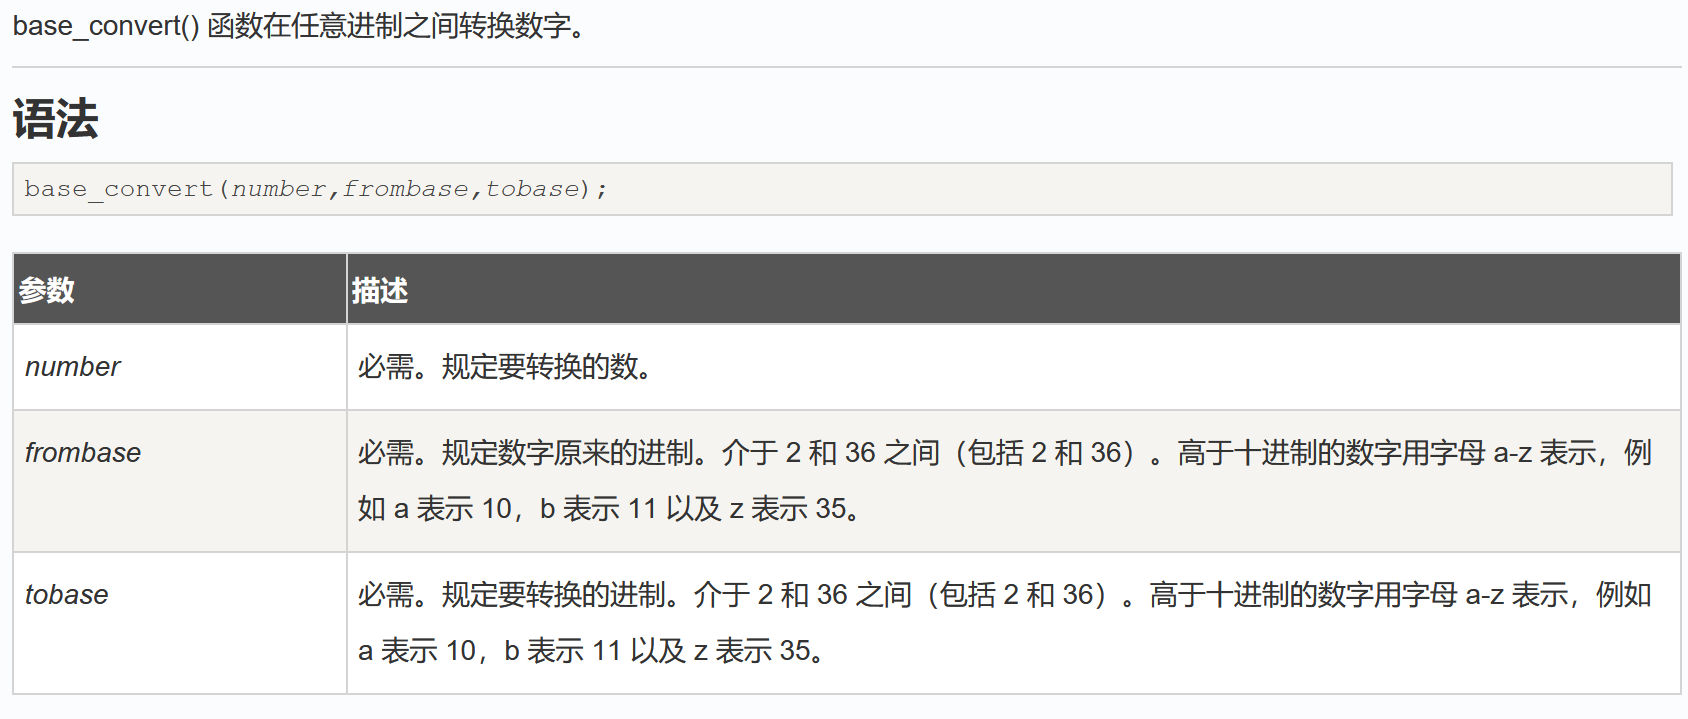 base_convert() 函数在任意进制之间转换数字。
语法
base_convert(number,frombase,tobase);
参数 描述
number 必需。规定要转换的数。
frombase 必需。规定数字原来的进制。介于 2 和 36 之间（包括 2 和 36）。高于十进制的数字用字母 a-z 表示，例
如 a 表示 10，b 表示 11 以及 z 表示 35。
tobase 必需。规定要转换的进制。介于 2 和 36 之间（包括 2 和 36）。高于十进制的数字用字母 a-z 表示，例如
a 表示 10，b 表示 11 以及 z 表示 35。